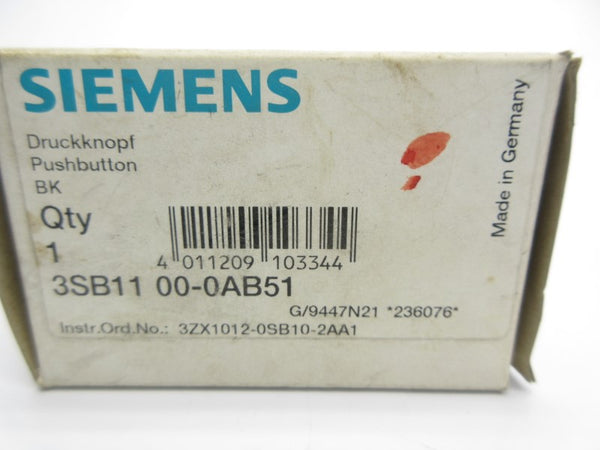 SIEMENS
Druckknopf
Pushbutton
BK
Qty
1
4 011209 103344
3SB11 00-0AB51
G/9447N21 *236076*
Instr.Ord.No.: 3ZX1012-0SB10-2AA1
Made in Germany